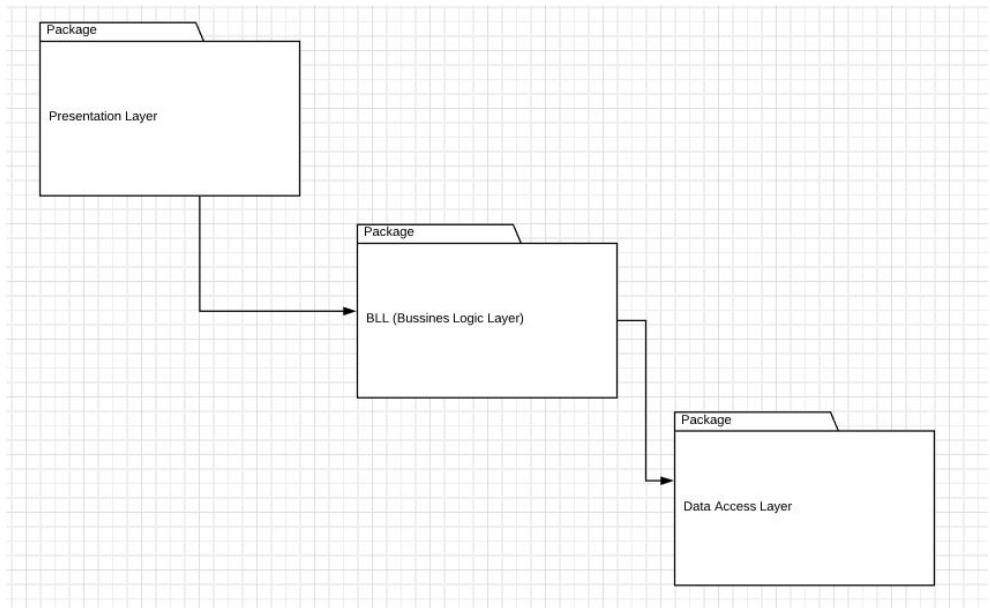 Package
Presentation Layer
Package
BLL (Bussines Logic Layer)
Package
Data Access Layer